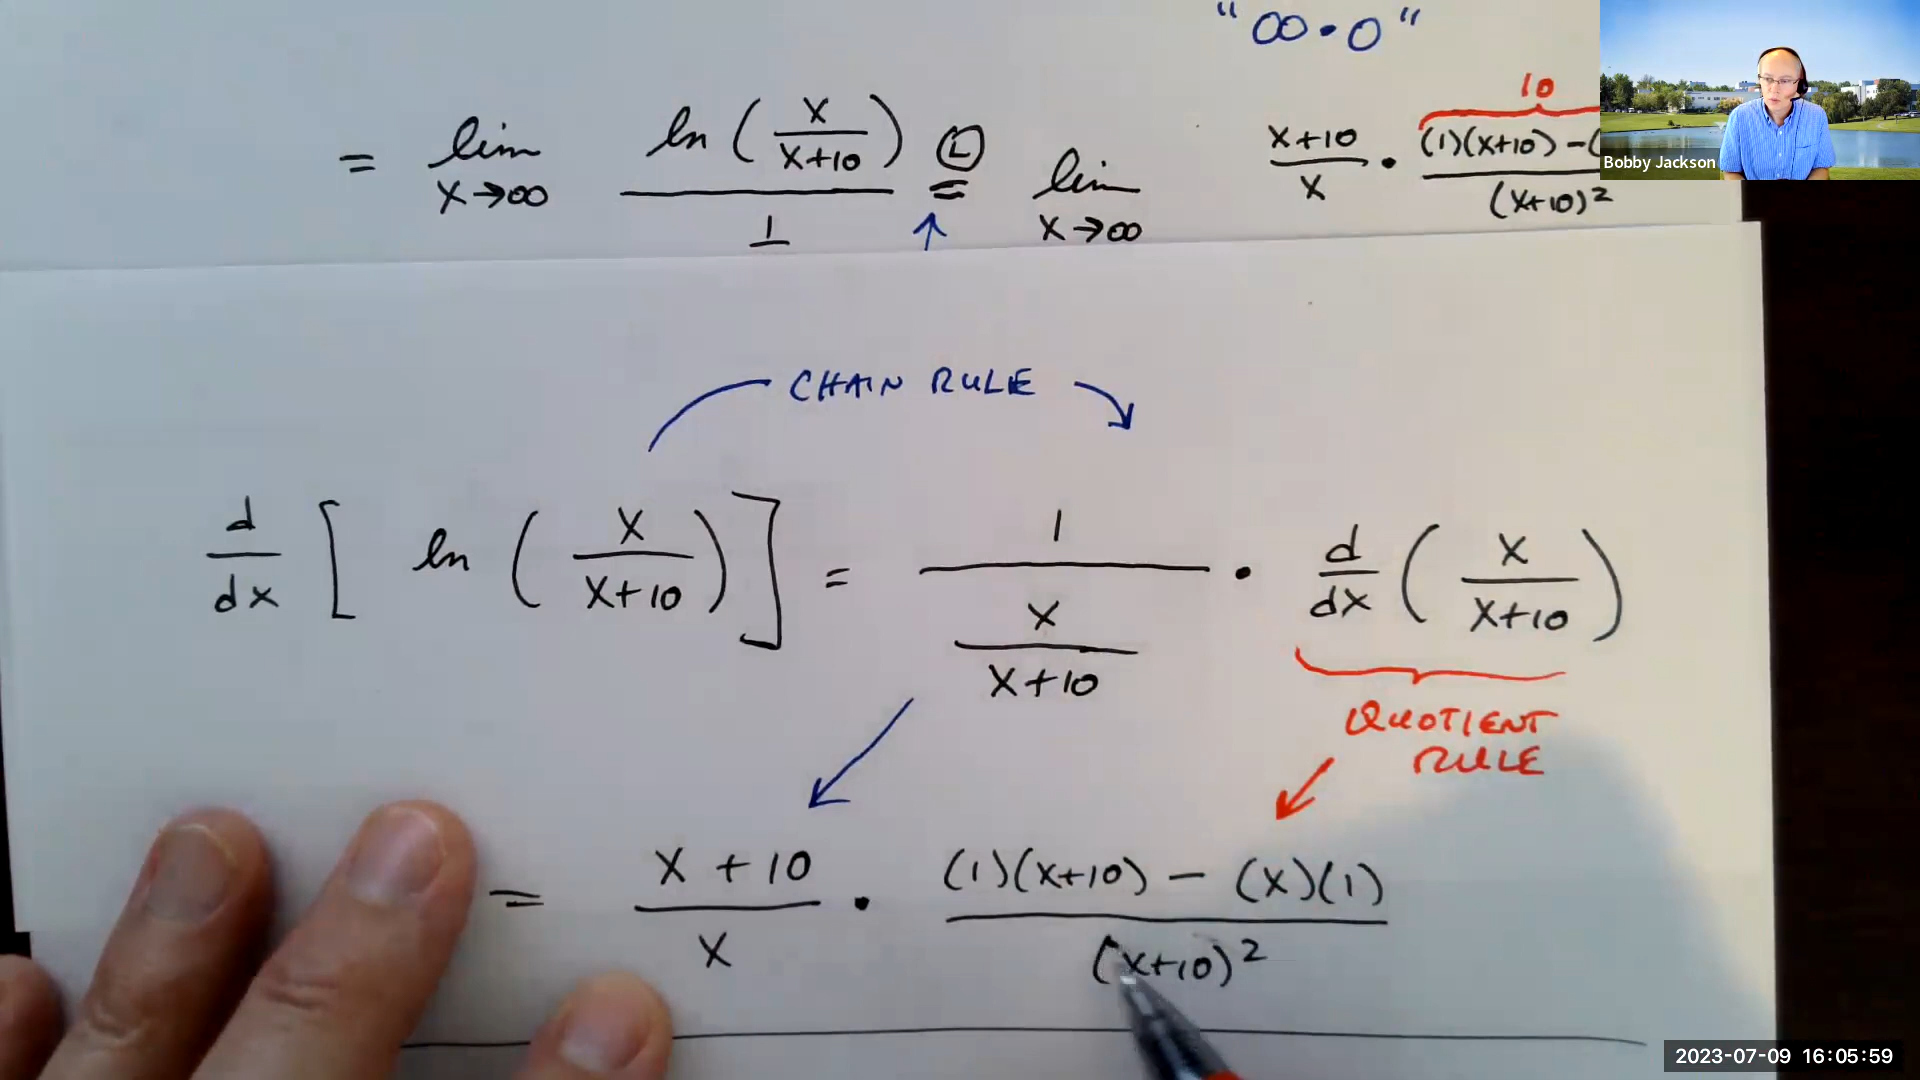 "∞·0"
= lim x→∞ ln(x/(x+10)) / 1 Ⓛ= lim x→∞ (x+10)/x · (1)(x+10)−( / (x+10)²
10
↑
Bobby Jackson
CHAIN RULE
d/dx [ ln ( x/(x+10) ) ] = 1/(x/(x+10)) · d/dx ( x/(x+10) )
QUOTIENT
RULE
= (x + 10)/x · ((1)(x+10) − (x)(1))/(x+10)²
2023-07-09 16:05:59